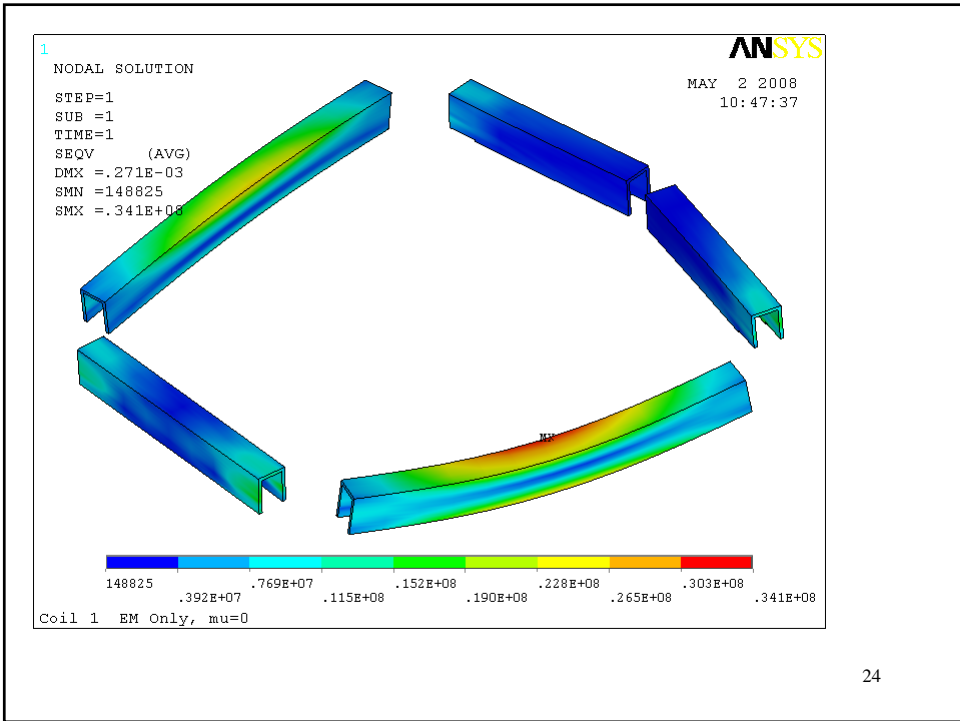 1
ANSYS
NODAL SOLUTION
MAY 2 2008
10:47:37
STEP=1
SUB =1
TIME=1
SEQV (AVG)
DMX =.271E-03
SMN =148825
SMX =.341E+08
MX
148825 .769E+07 .152E+08 .228E+08 .303E+08
.392E+07 .115E+08 .190E+08 .265E+08 .341E+08
Coil 1 EM Only, mu=0
24